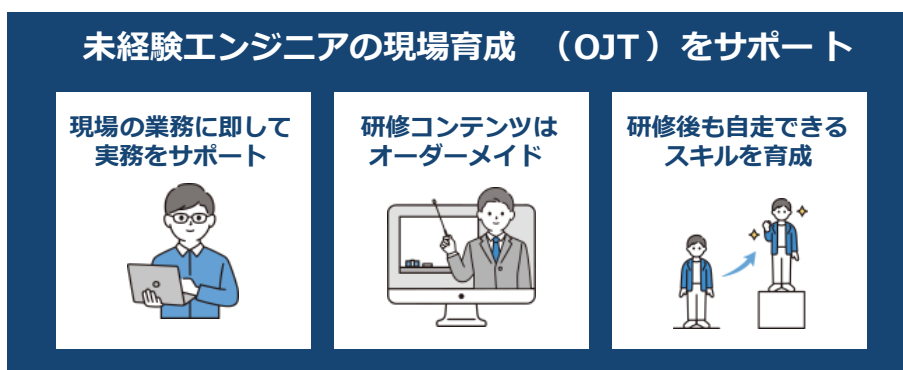 未経験エンジニアの現場育成 （OJT）をサポート
現場の業務に即して
実務をサポート
研修コンテンツは
オーダーメイド
研修後も自走できる
スキルを育成